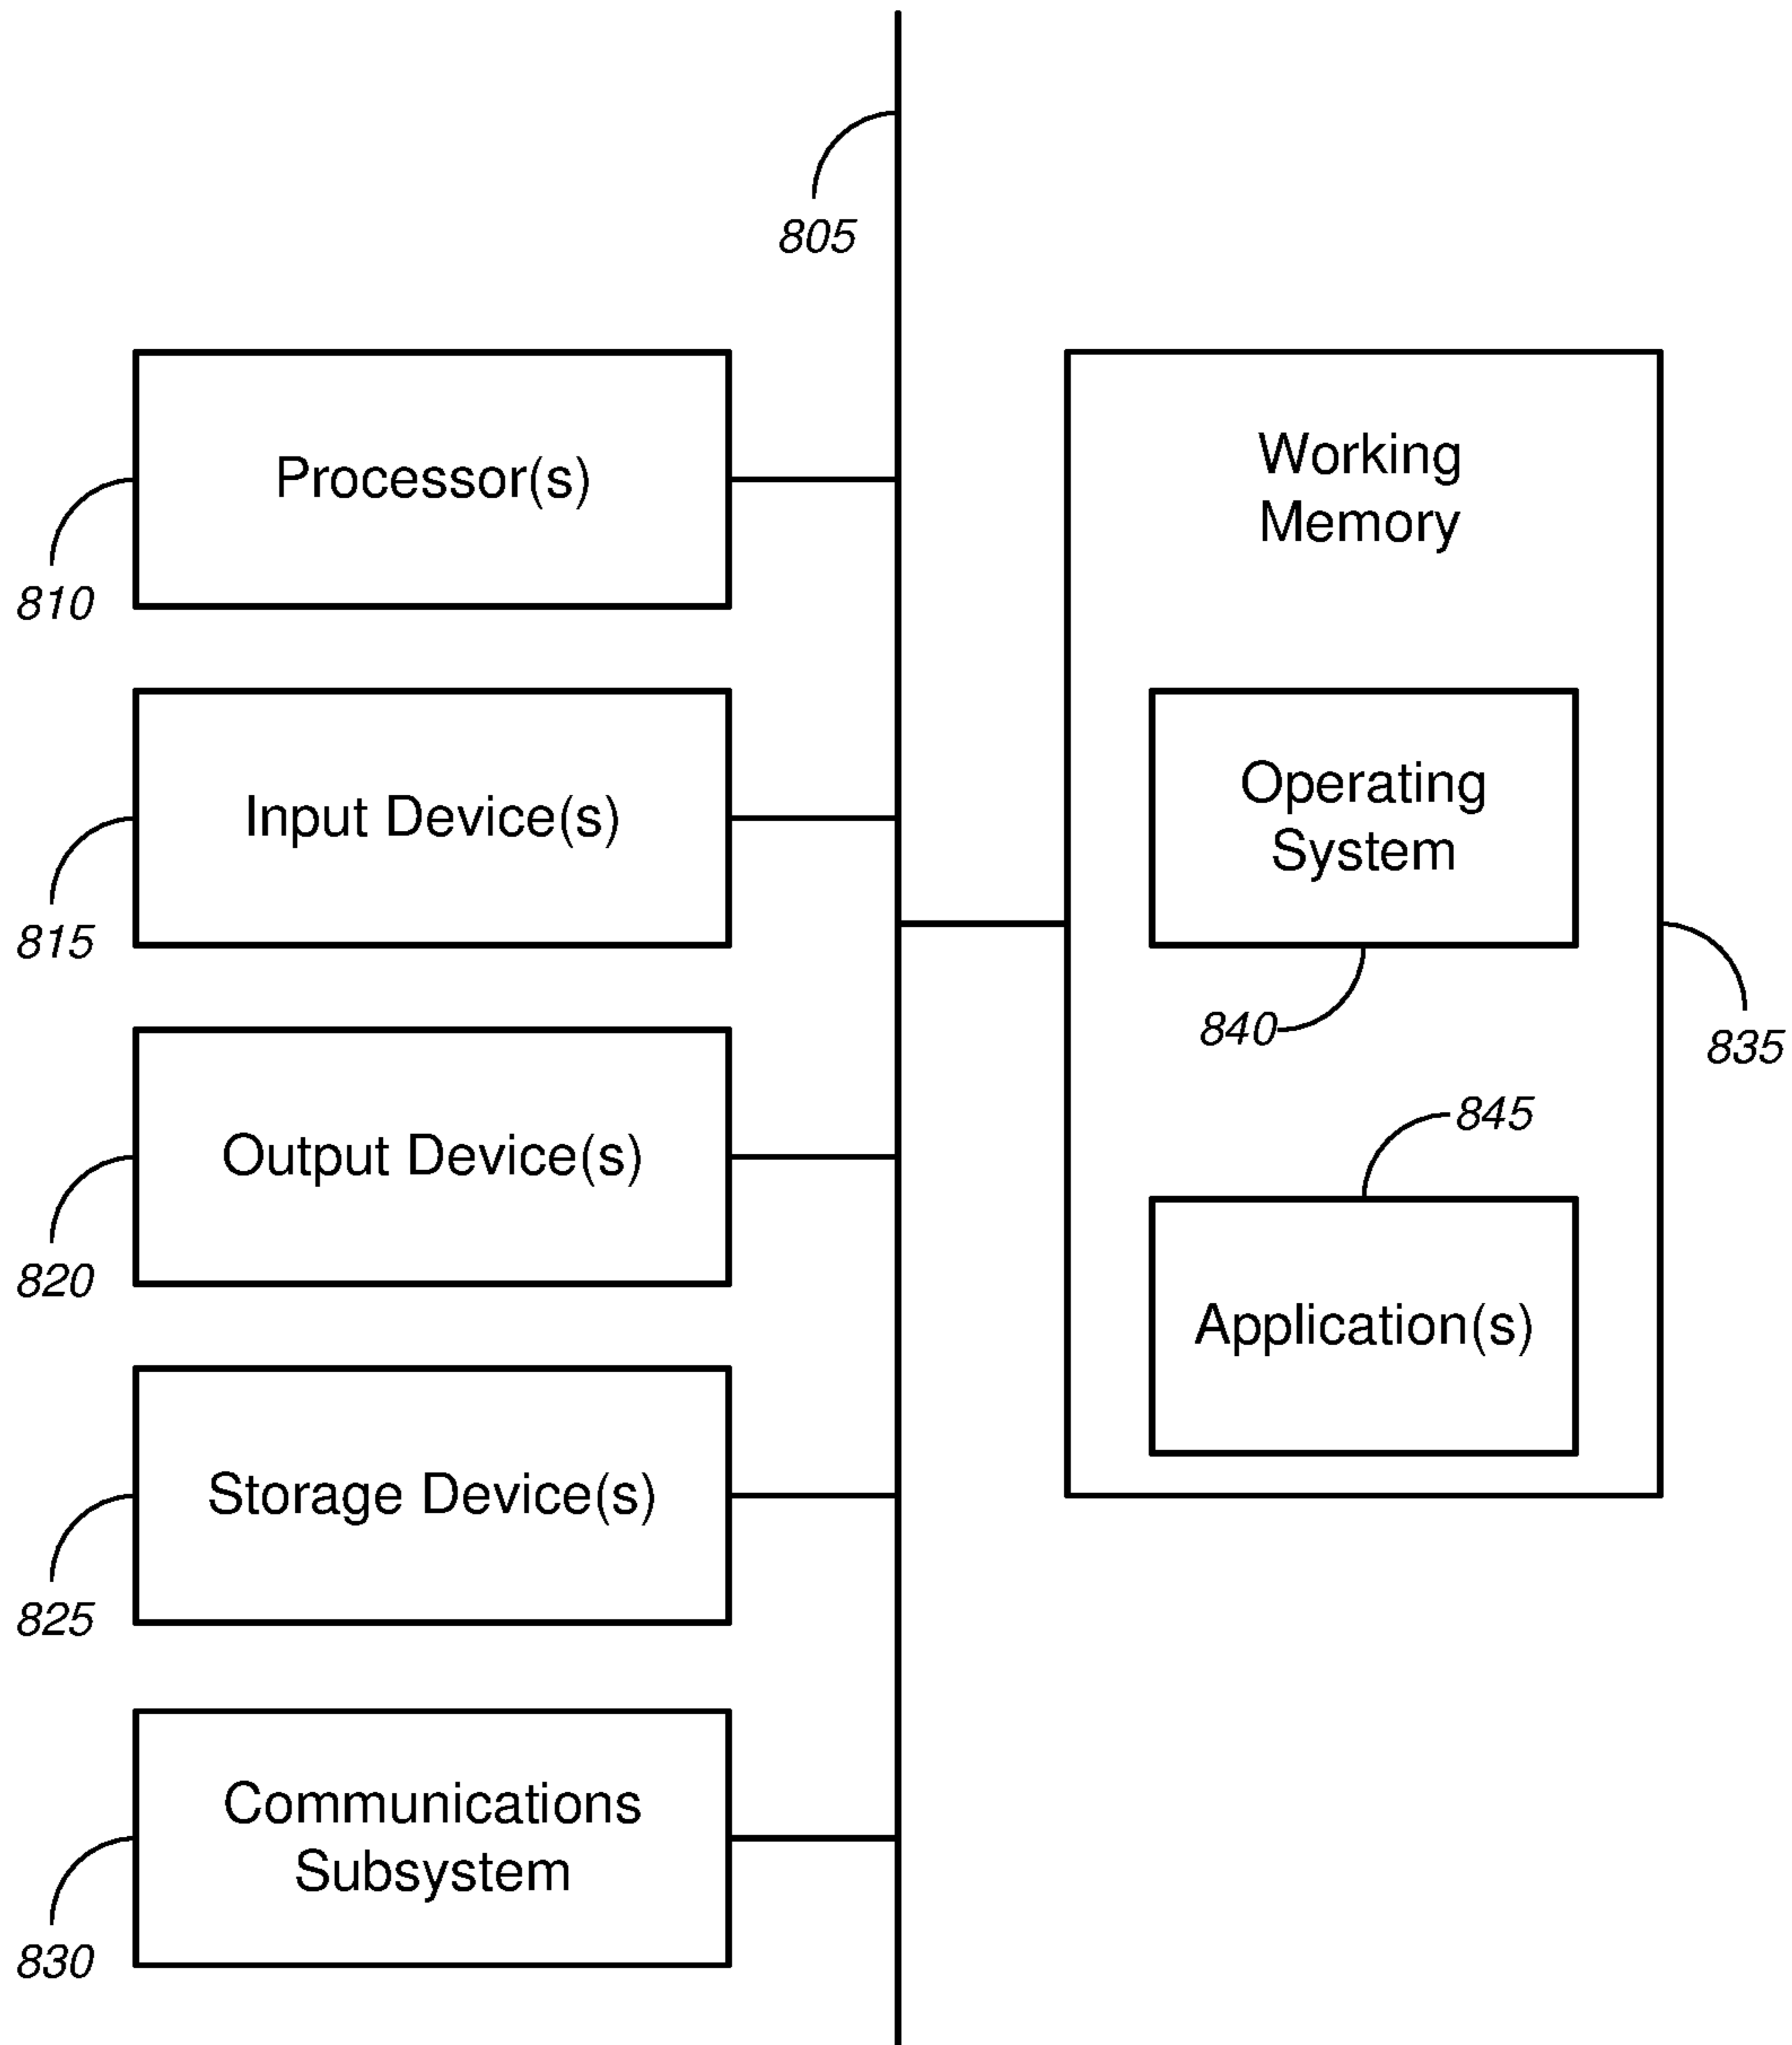 805
Processor(s)
810
Input Device(s)
815
Output Device(s)
820
Storage Device(s)
825
Communications
Subsystem
830
Working
Memory
Operating
System
840
835
845
Application(s)